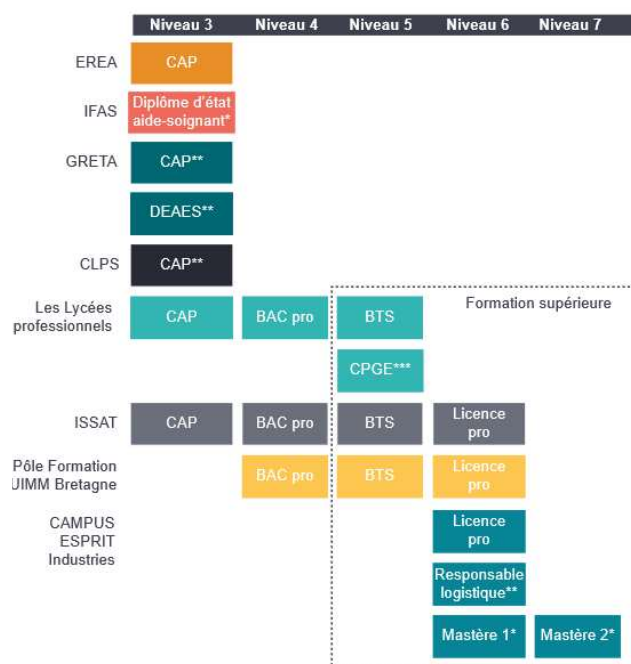 Niveau 3 Niveau 4 Niveau 5 Niveau 6 Niveau 7
EREA CAP
IFAS Diplôme d'état
aide-soignant*
GRETA CAP**
DEAES**
CLPS CAP**
Formation supérieure
Les Lycées
professionnels CAP BAC pro BTS
CPGE***
ISSAT CAP BAC pro BTS Licence
pro
Pôle Formation
UIMM Bretagne BAC pro BTS Licence
pro
CAMPUS
ESPRIT
Industries
Licence
pro
Responsable
logistique**
Mastère 1* Mastère 2*